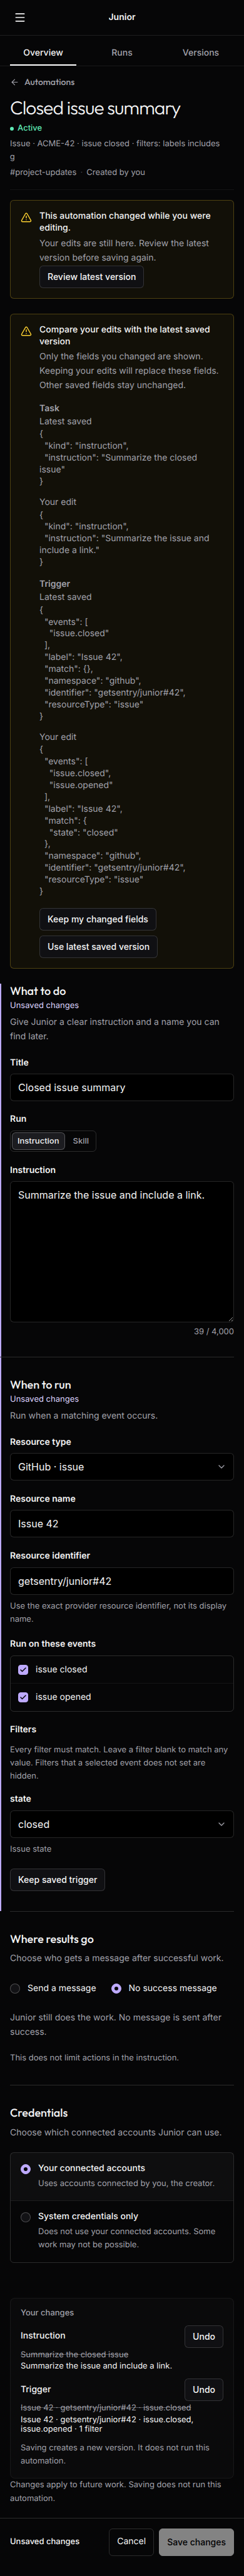 Junior
Overview
Runs
Versions
← Automations
Closed issue summary
Active
Issue · ACME-42 · issue closed · filters: labels includes
g
#project-updates · Created by you
This automation changed while you were
editing.
Your edits are still here. Review the latest
version before saving again.
Review latest version
Compare your edits with the latest saved
version
Only the fields you changed are shown.
Keeping your edits will replace these fields.
Other saved fields stay unchanged.
Task
Latest saved
{
"kind": "instruction",
"instruction": "Summarize the closed
issue"
}
Your edit
{
"kind": "instruction",
"instruction": "Summarize the issue and
include a link."
}
Trigger
Latest saved
{
"events": [
"issue.closed"
],
"label": "Issue 42",
"match": {},
"namespace": "github",
"identifier": "getsentry/junior#42",
"resourceType": "issue"
}
Your edit
{
"events": [
"issue.closed",
"issue.opened"
],
"label": "Issue 42",
"match": {
"state": "closed"
},
"namespace": "github",
"identifier": "getsentry/junior#42",
"resourceType": "issue"
}
Keep my changed fields
Use latest saved version
What to do
Unsaved changes
Give Junior a clear instruction and a name you can
find later.
Title
Closed issue summary
Run
Instruction
Skill
Instruction
Summarize the issue and include a link.
39 / 4,000
When to run
Unsaved changes
Run when a matching event occurs.
Resource type
GitHub · issue
Resource name
Issue 42
Resource identifier
getsentry/junior#42
Use the exact provider resource identifier, not its display
name.
Run on these events
issue closed
issue opened
Filters
Every filter must match. Leave a filter blank to match any
value. Filters that a selected event does not set are
hidden.
state
closed
Issue state
Keep saved trigger
Where results go
Choose who gets a message after successful work.
Send a message
No success message
Junior still does the work. No message is sent after
success.
This does not limit actions in the instruction.
Credentials
Choose which connected accounts Junior can use.
Your connected accounts
Uses accounts connected by you, the creator.
System credentials only
Does not use your connected accounts. Some
work may not be possible.
Your changes
Instruction
Undo
Summarize the closed issue
Summarize the issue and include a link.
Trigger
Undo
Issue 42 · getsentry/junior#42 · issue.closed
Issue 42 · getsentry/junior#42 · issue.closed,
issue.opened · 1 filter
Saving creates a new version. It does not run this
automation.
Changes apply to future work. Saving does not run this
automation.
Unsaved changes
Cancel
Save changes